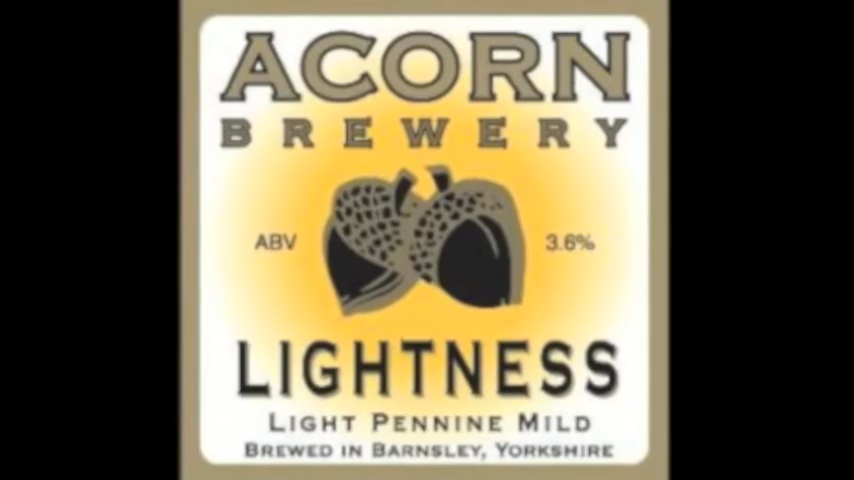 ACORN
BREWERY
ABV 3.6%
LIGHTNESS
LIGHT PENNINE MILD
BREWED IN BARNSLEY, YORKSHIRE